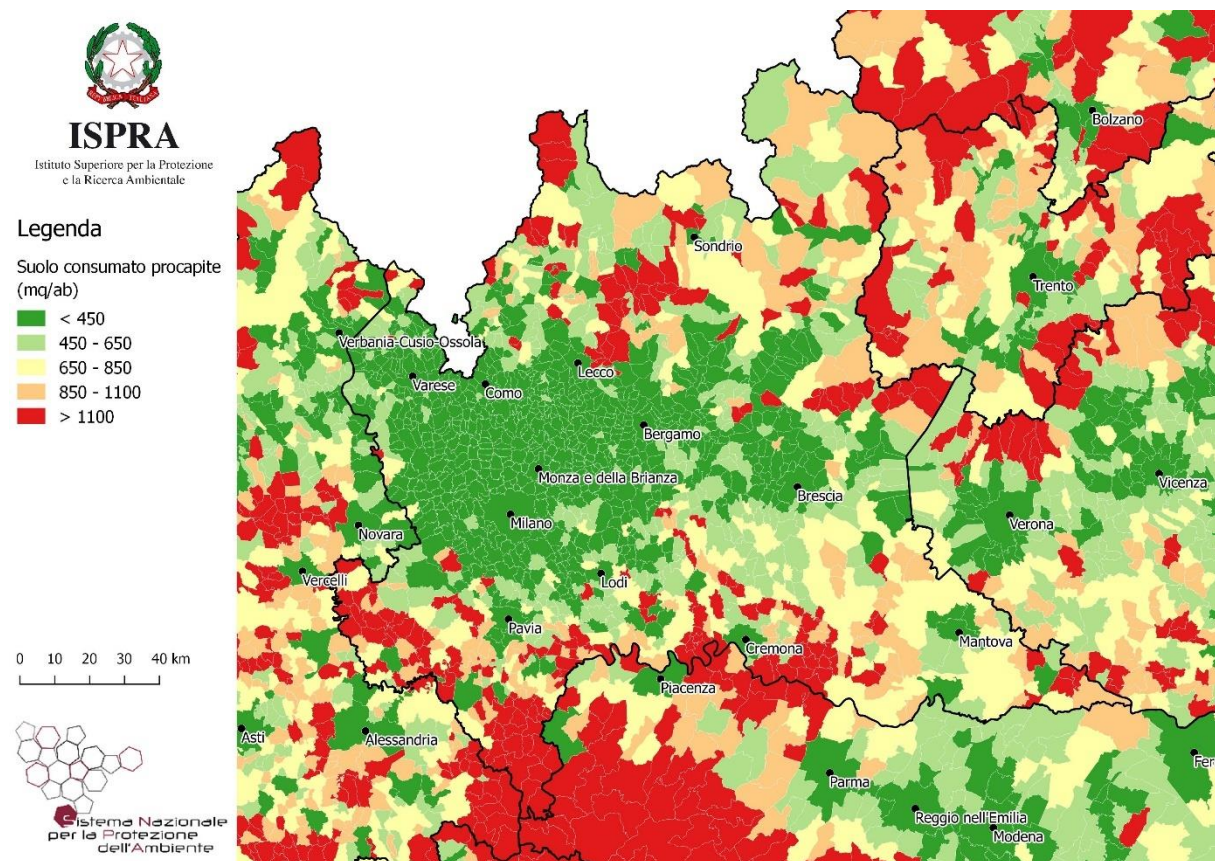 REPVBBLICA ITALIANA
ISPRA
Istituto Superiore per la Protezione
e la Ricerca Ambientale
Legenda
Suolo consumato procapite
(mq/ab)
< 450
450 - 650
650 - 850
850 - 1100
> 1100
0 10 20 30 40 km
Sistema Nazionale
per la Protezione
dell'Ambiente
Bolzano
Sondrio
Trento
Verbania-Cusio-Ossola
Lecco
Varese
Como
Bergamo
Monza e della Brianza
Brescia
Vicenza
Milano
Verona
Novara
Vercelli
Lodi
Pavia
Cremona
Mantova
Piacenza
Asti
Alessandria
Fer
Parma
Reggio nell'Emilia
Modena